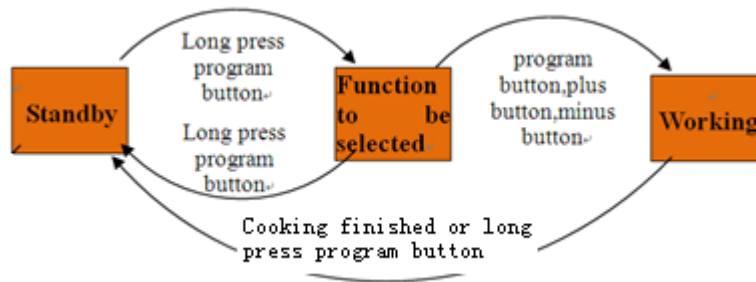 Long press
program
button
Standby
Long press
program
button
Function
to be
selected
program
button,plus
button,minus
button
Working
Cooking finished or long
press program button